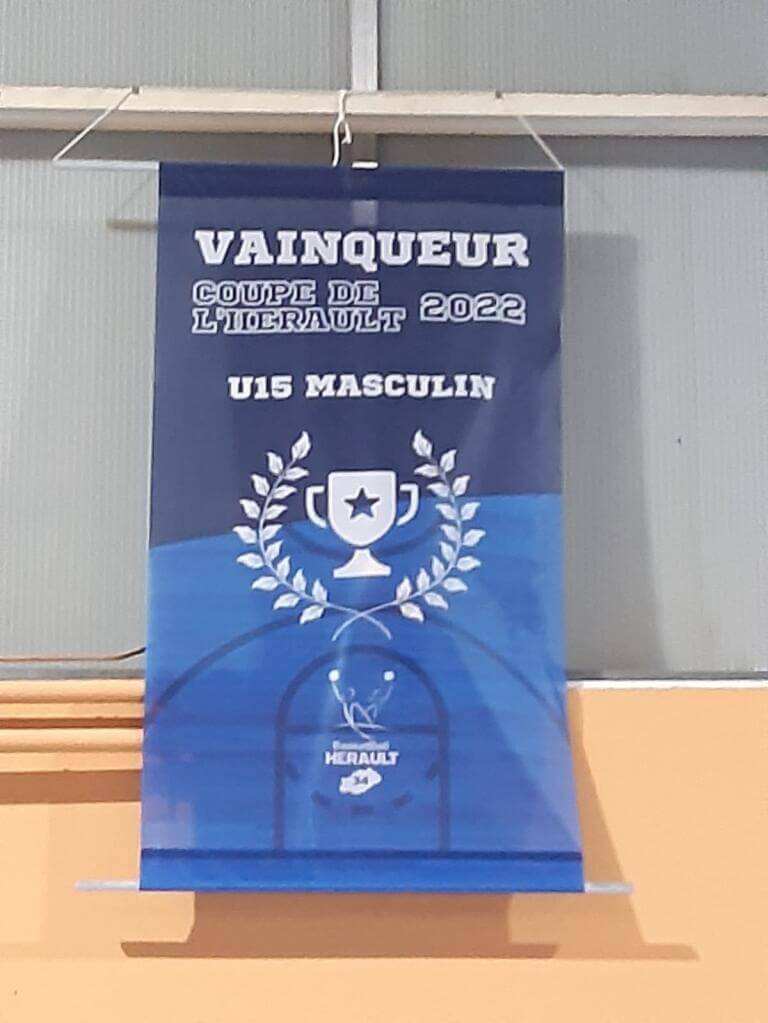 VAINQUEUR
COUPE DE
L'HERAULT 2022
U15 MASCULIN
Basketball
HERAULT
34